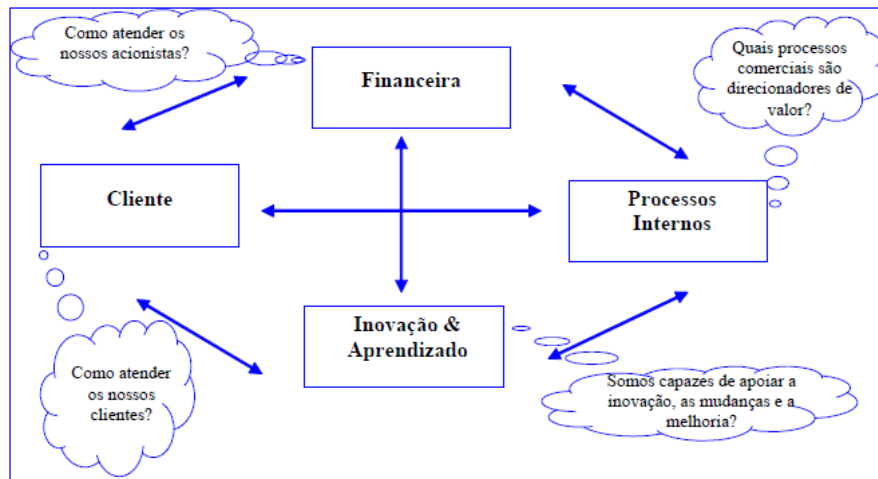 Como atender os
nossos acionistas?
Financeira
Quais processos
comerciais são
direcionadores de
valor?
Cliente
Processos
Internos
Inovação &
Aprendizado
Como atender
os nossos
clientes?
Somos capazes de apoiar a
inovação, as mudanças e a
melhoria?